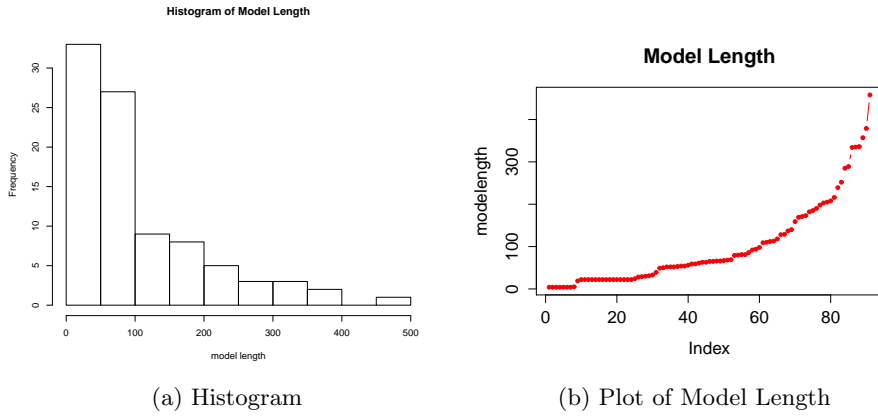 Histogram of Model Length
Frequency
0
5
10
15
20
25
30
0 100 200 300 400 500
model length
(a) Histogram
Model Length
modelength
0
100
300
0 20 40 60 80
Index
(b) Plot of Model Length